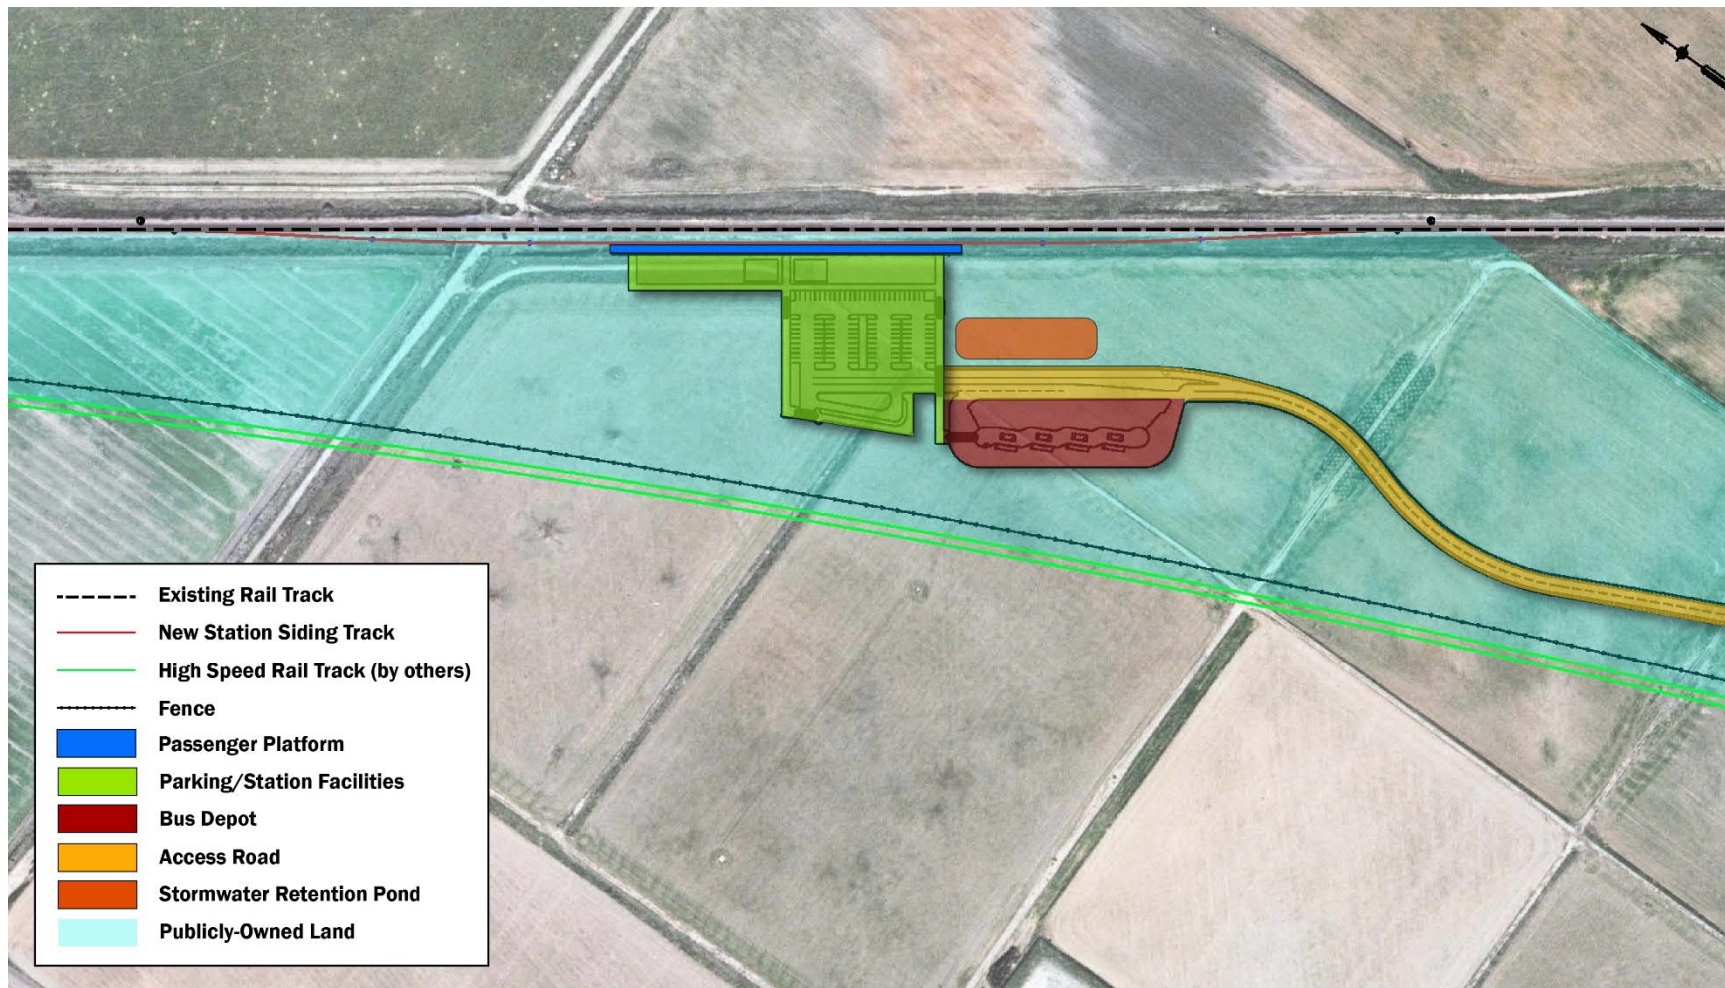 Existing Rail Track
New Station Siding Track
High Speed Rail Track (by others)
Fence
Passenger Platform
Parking/Station Facilities
Bus Depot
Access Road
Stormwater Retention Pond
Publicly-Owned Land